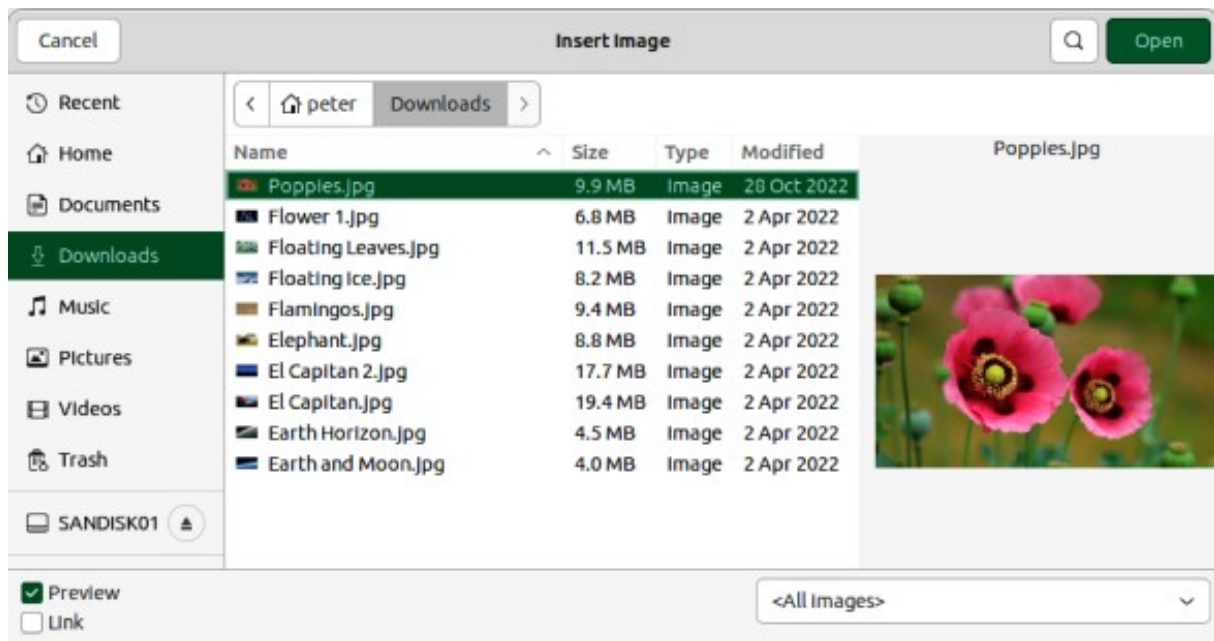 Cancel
Insert Image
Open
Recent
Home
Documents
Downloads
Music
Pictures
Videos
Trash
SANDISK01
peter Downloads
Name Size Type Modified
Poppies.jpg 9.9 MB Image 28 Oct 2022
Flower 1.jpg 6.8 MB Image 2 Apr 2022
Floating Leaves.jpg 11.5 MB Image 2 Apr 2022
Floating Ice.jpg 8.2 MB Image 2 Apr 2022
Flamingos.jpg 9.4 MB Image 2 Apr 2022
Elephant.jpg 8.8 MB Image 2 Apr 2022
El Capitan 2.jpg 17.7 MB Image 2 Apr 2022
El Capitan.jpg 19.4 MB Image 2 Apr 2022
Earth Horizon.jpg 4.5 MB Image 2 Apr 2022
Earth and Moon.jpg 4.0 MB Image 2 Apr 2022
Poppies.jpg
Preview
Link
<All images>